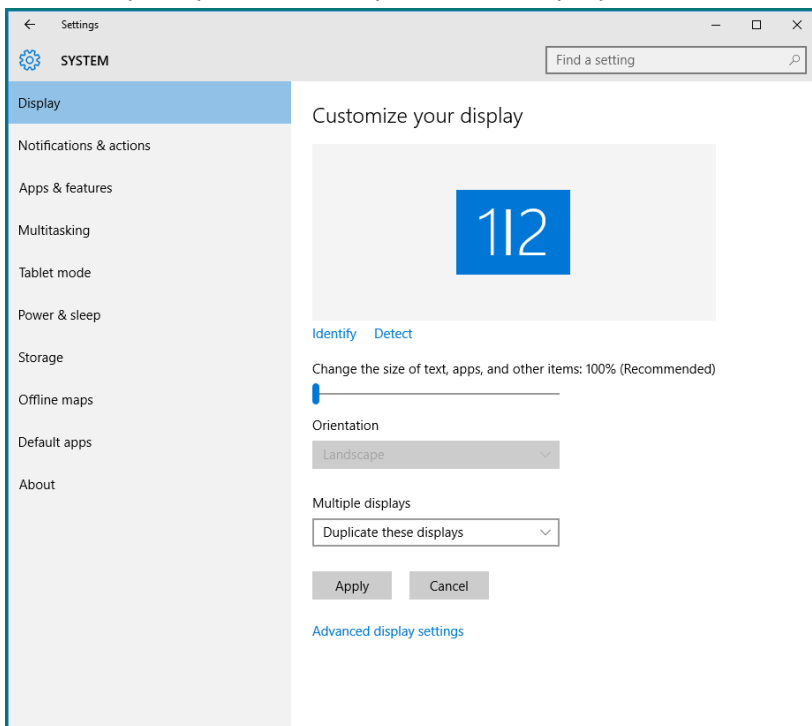 Settings
SYSTEM
Find a setting
Display
Notifications & actions
Apps & features
Multitasking
Tablet mode
Power & sleep
Storage
Offline maps
Default apps
About
Customize your display
1|2
Identify Detect
Change the size of text, apps, and other items: 100% (Recommended)
Orientation
Landscape
Multiple displays
Duplicate these displays
Apply Cancel
Advanced display settings